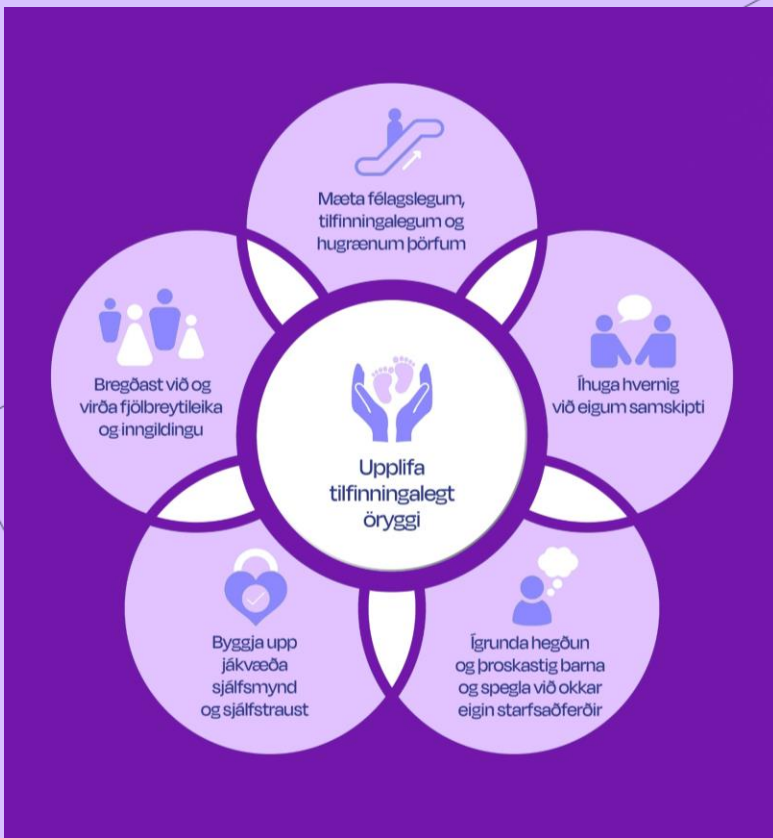 Mæta félagslegum,
tilfinningalegum og
hugrænum þörfum
Bregðast við og
virða fjölbreytileika
og inngildingu
Íhuga hvernig
við eigum samskipti
Upplifa
tilfinningalegt
öryggi
Byggja upp
jákvæða
sjálfsmynd
og sjálfstraust
Ígrunda hegðun
og þroskastig barna
og spegla við okkar
eigin starfsaðferðir